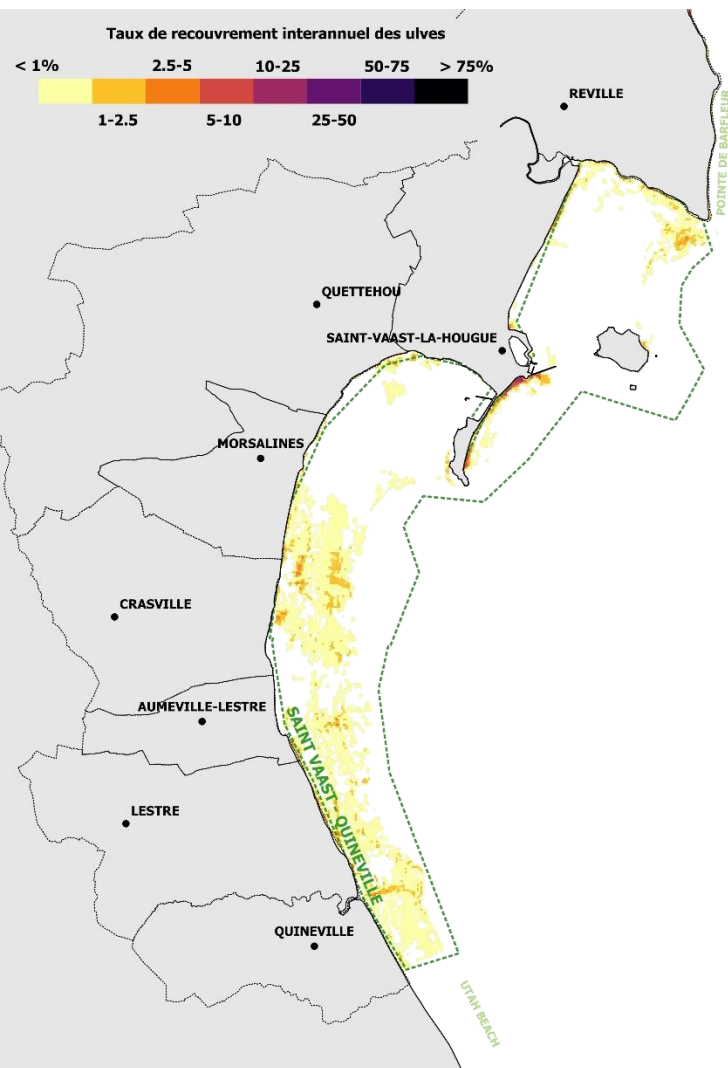 Taux de recouvrement interannuel des ulves
< 1% 2.5-5 10-25 50-75 > 75%
1-2.5 5-10 25-50
REVILLE
POINTE DE BARFLEUR
QUETTEHOU
SAINT-VAAST-LA-HOUGUE
MORSALINES
CRASVILLE
AUMEVILLE-LESTRE
SAINT VAAST - QUINEVILLE
LESTRE
QUINEVILLE
UTAH BEACH